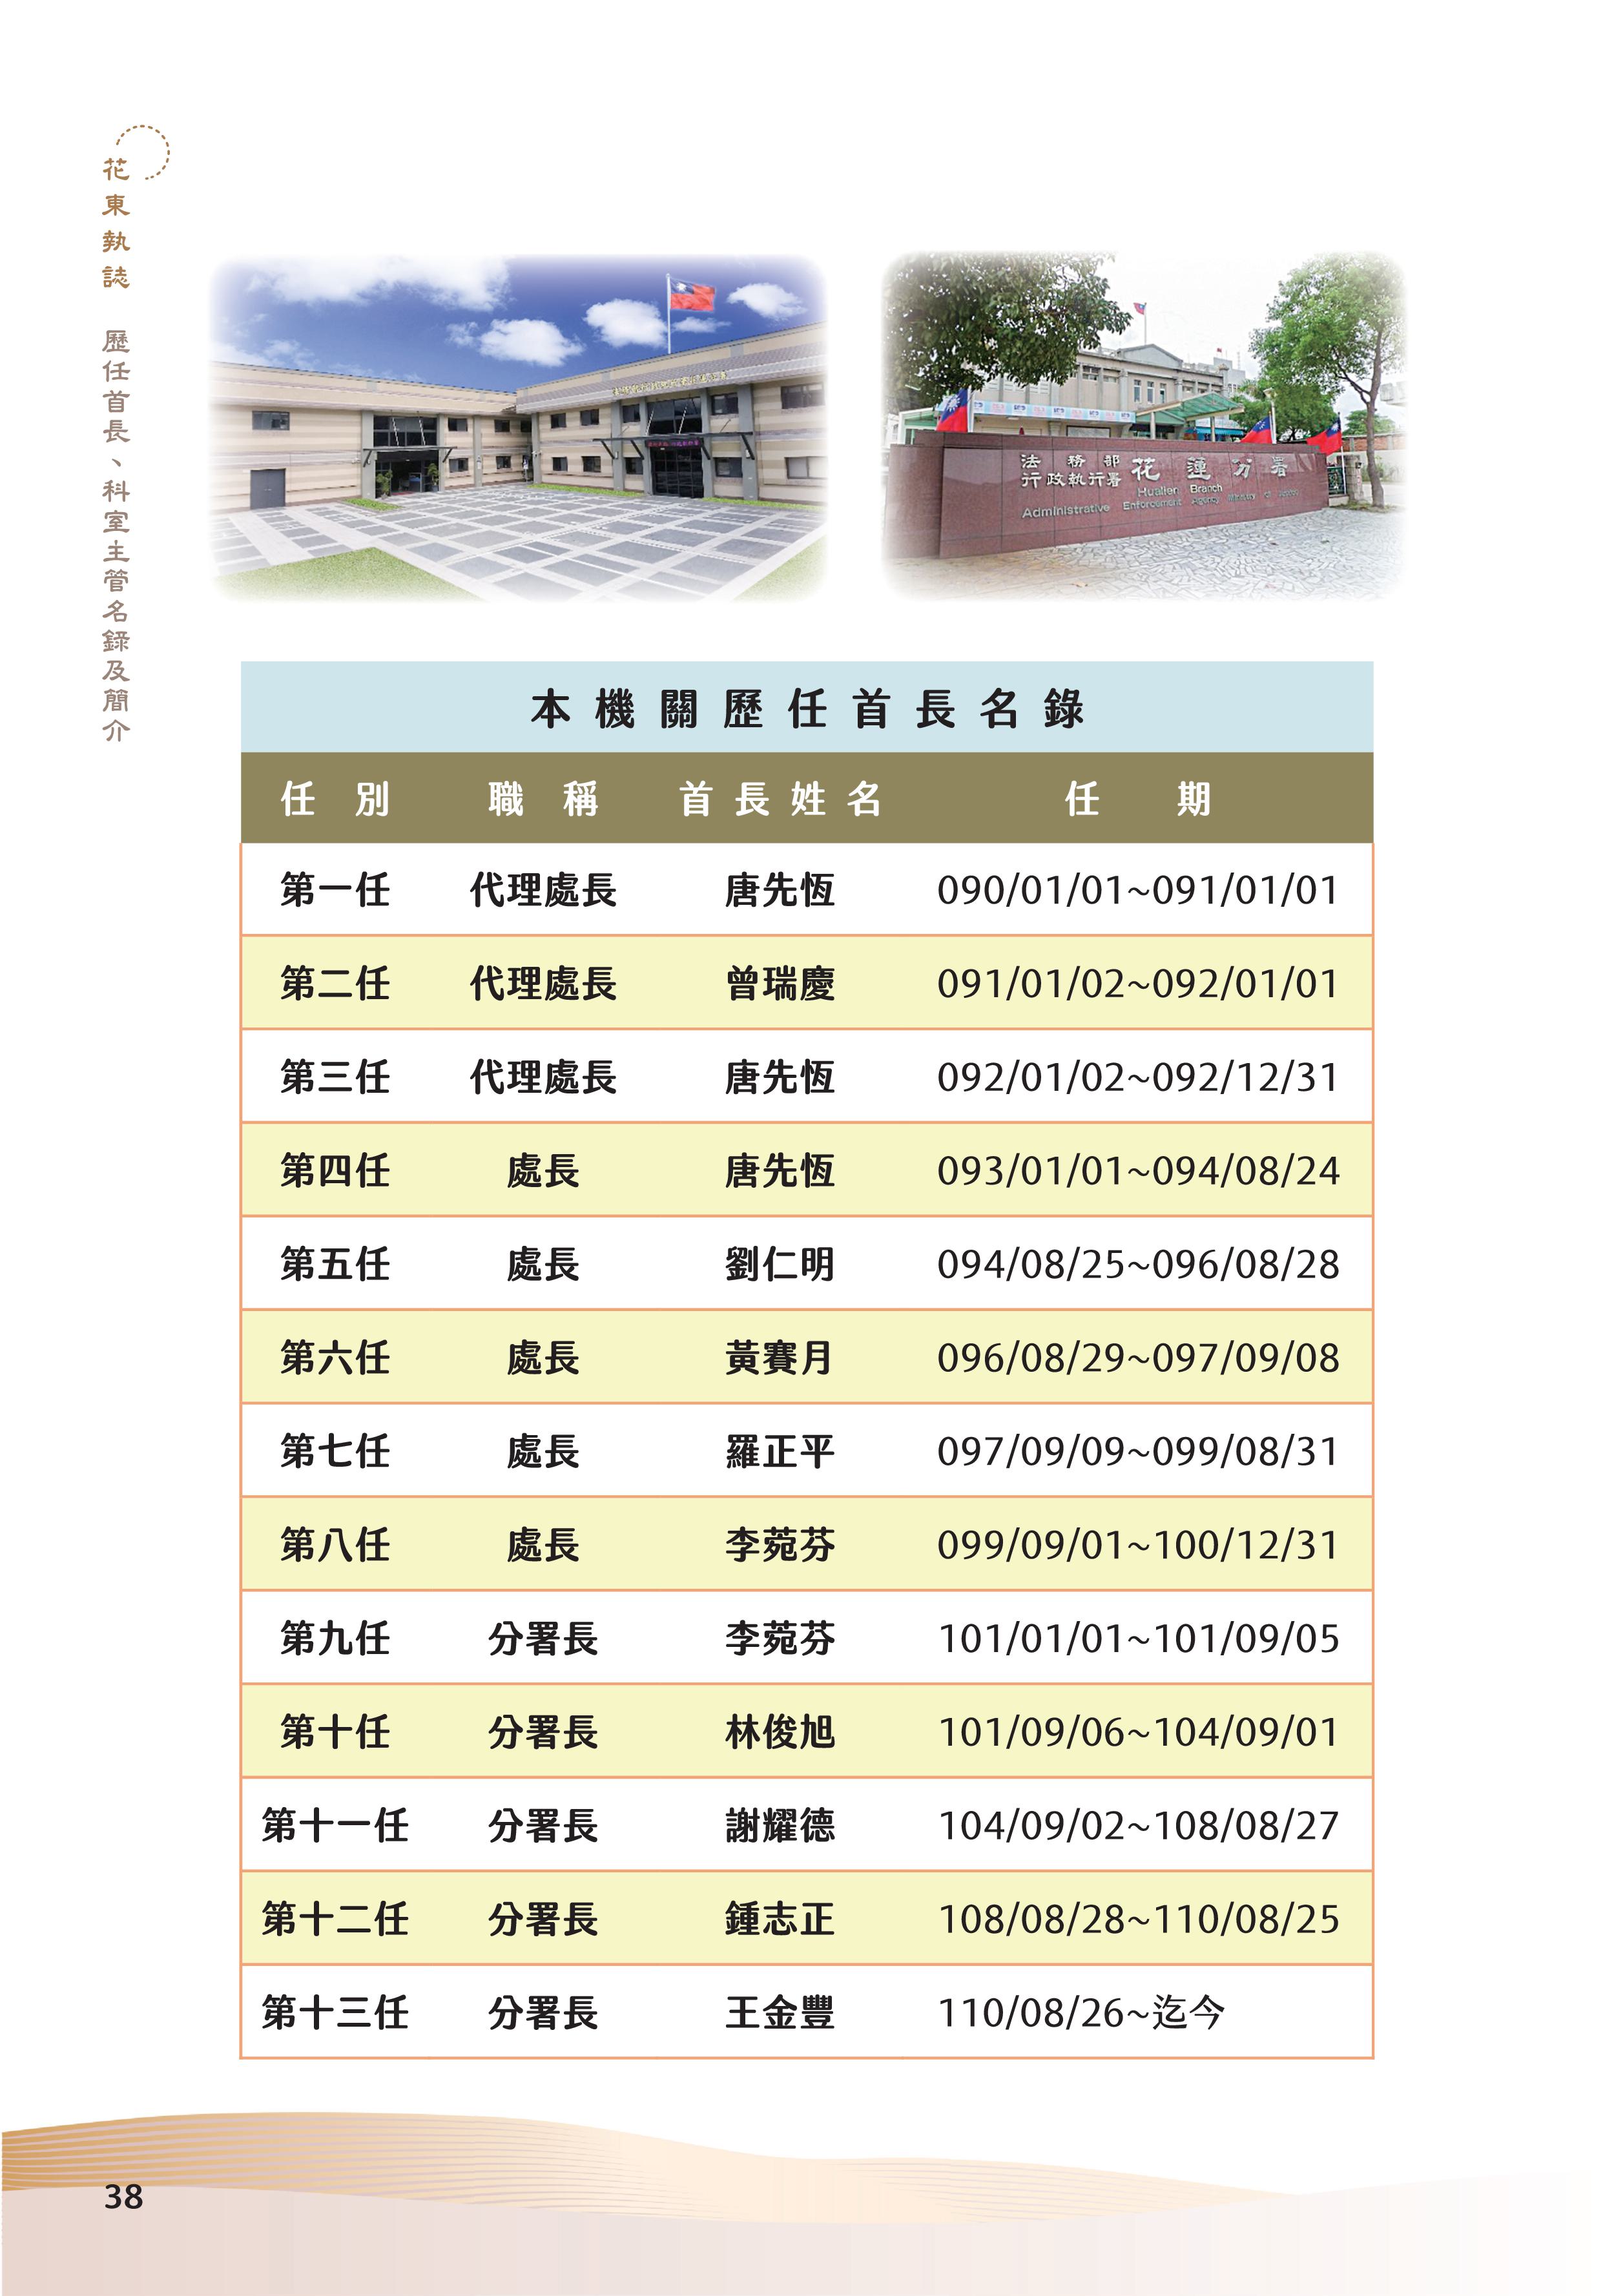 花東執誌 歷任首長、科室主管名錄及簡介
法務部
行政執行署 花蓮分署
Hualien Branch
Administrative Enforcement Agency Ministry of Justice
本機關歷任首長名錄
任別 職稱 首長姓名 任期
第一任 代理處長 唐先恆 090/01/01~091/01/01
第二任 代理處長 曾瑞慶 091/01/02~092/01/01
第三任 代理處長 唐先恆 092/01/02~092/12/31
第四任 處長 唐先恆 093/01/01~094/08/24
第五任 處長 劉仁明 094/08/25~096/08/28
第六任 處長 黃賽月 096/08/29~097/09/08
第七任 處長 羅正平 097/09/09~099/08/31
第八任 處長 李菀芬 099/09/01~100/12/31
第九任 分署長 李菀芬 101/01/01~101/09/05
第十任 分署長 林俊旭 101/09/06~104/09/01
第十一任 分署長 謝耀德 104/09/02~108/08/27
第十二任 分署長 鍾志正 108/08/28~110/08/25
第十三任 分署長 王金豐 110/08/26~迄今
38